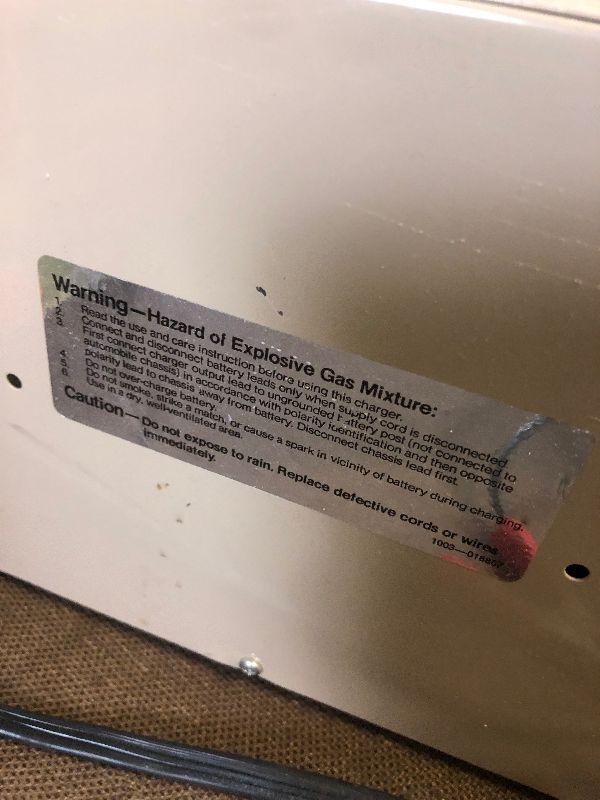 Warning—Hazard of Explosive Gas Mixture:
1. Read the use and care instruction before using this charger.
2. Connect and disconnect battery leads only when supply cord is disconnected.
3. First connect charger output lead to ungrounded battery post (not connected to
automobile chassis) in accordance with polarity identification and then opposite
polarity lead to chassis away from battery. Disconnect chassis lead first.
4. Do not over-charge battery.
5. Do not smoke, strike a match, or cause a spark in vicinity of battery during charging.
6. Use in a dry, well-ventilated area.
Caution—Do not expose to rain. Replace defective cords or wires
immediately.